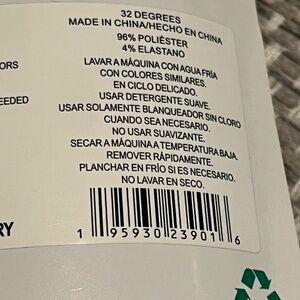 32 DEGREES
MADE IN CHINA/HECHO EN CHINA
96% POLIÉSTER
4% ELASTANO
LAVAR A MÁQUINA CON AGUA FRÍA
CON COLORES SIMILARES.
EN CICLO DELICADO.
USAR DETERGENTE SUAVE.
USAR SOLAMENTE BLANQUEADOR SIN CLORO
CUANDO SEA NECESARIO.
NO USAR SUAVIZANTE.
SECAR A MÁQUINA A TEMPERATURA BAJA.
REMOVER RÁPIDAMENTE.
PLANCHAR EN FRÍO SI ES NECESARIO.
NO LAVAR EN SECO.
ORS
EEDED
RY
1 95930 23901 6